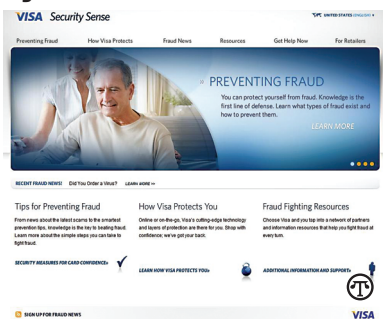 VISA Security Sense
UNITED STATES (ENGLISH)
Preventing Fraud How Visa Protects Fraud News Resources Get Help Now For Retailers
» PREVENTING FRAUD
You can protect yourself from fraud. Knowledge is the
first line of defense. Learn what types of fraud exist and
how to prevent them.
LEARN MORE
RECENT FRAUD NEWS! Did You Order a Virus? LEARN MORE >>
Tips for Preventing Fraud
From news about the latest scams to the smartest
prevention tips, knowledge is the key to beating fraud.
Learn more about the simple steps you can take to
fight fraud.
SECURITY MEASURES FOR CARD CONFIDENCE»
How Visa Protects You
Online or on-the-go, Visa's cutting-edge technology
and layers of protection are there for you. Shop with
confidence; we've got your back.
LEARN HOW VISA PROTECTS YOU»
Fraud Fighting Resources
Choose Visa and you tap into a network of partners
and information resources that help you fight fraud at
every turn.
ADDITIONAL INFORMATION AND SUPPORT»
SIGN UP FOR FRAUD NEWS
VISA